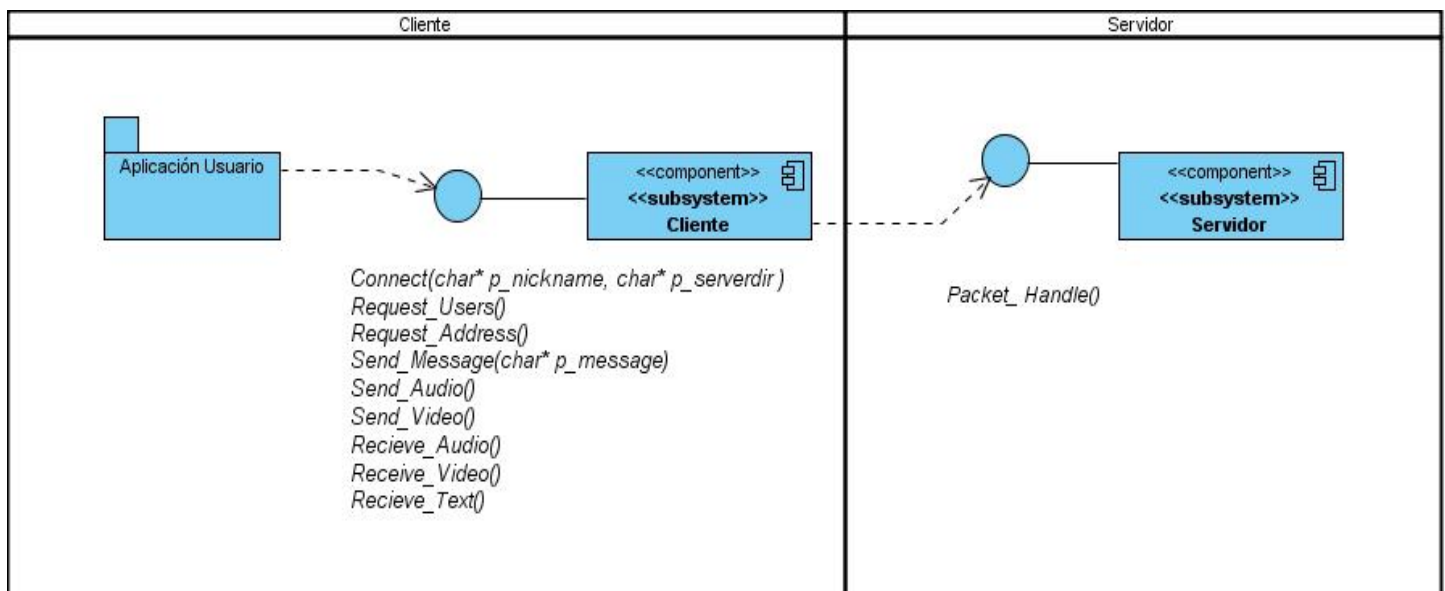 Cliente
Servidor
Aplicación Usuario
<<component>>
<<subsystem>>
Cliente
<<component>>
<<subsystem>>
Servidor
Connect(char* p_nickname, char* p_serverdir )
Request_Users()
Request_Address()
Send_Message(char* p_message)
Send_Audio()
Send_Video()
Recieve_Audio()
Receive_Video()
Recieve_Text()
Packet_ Handle()